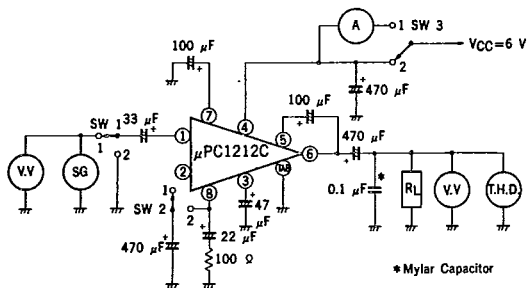 A
1 SW 3
VCC=6 V
2
100 μF
+
470 μF
+
7
4
100 μF
+
5
470 μF
+
6
33 μF
+
SW 1
1
2
1
μPC1212C
TAB
2
8
3
V.V
SG
1
SW 2
2
47 μF
+
22 μF
+
470 μF
+
100 Ω
0.1 μF
*
RL
V.V
T.H.D.
*Mylar Capacitor